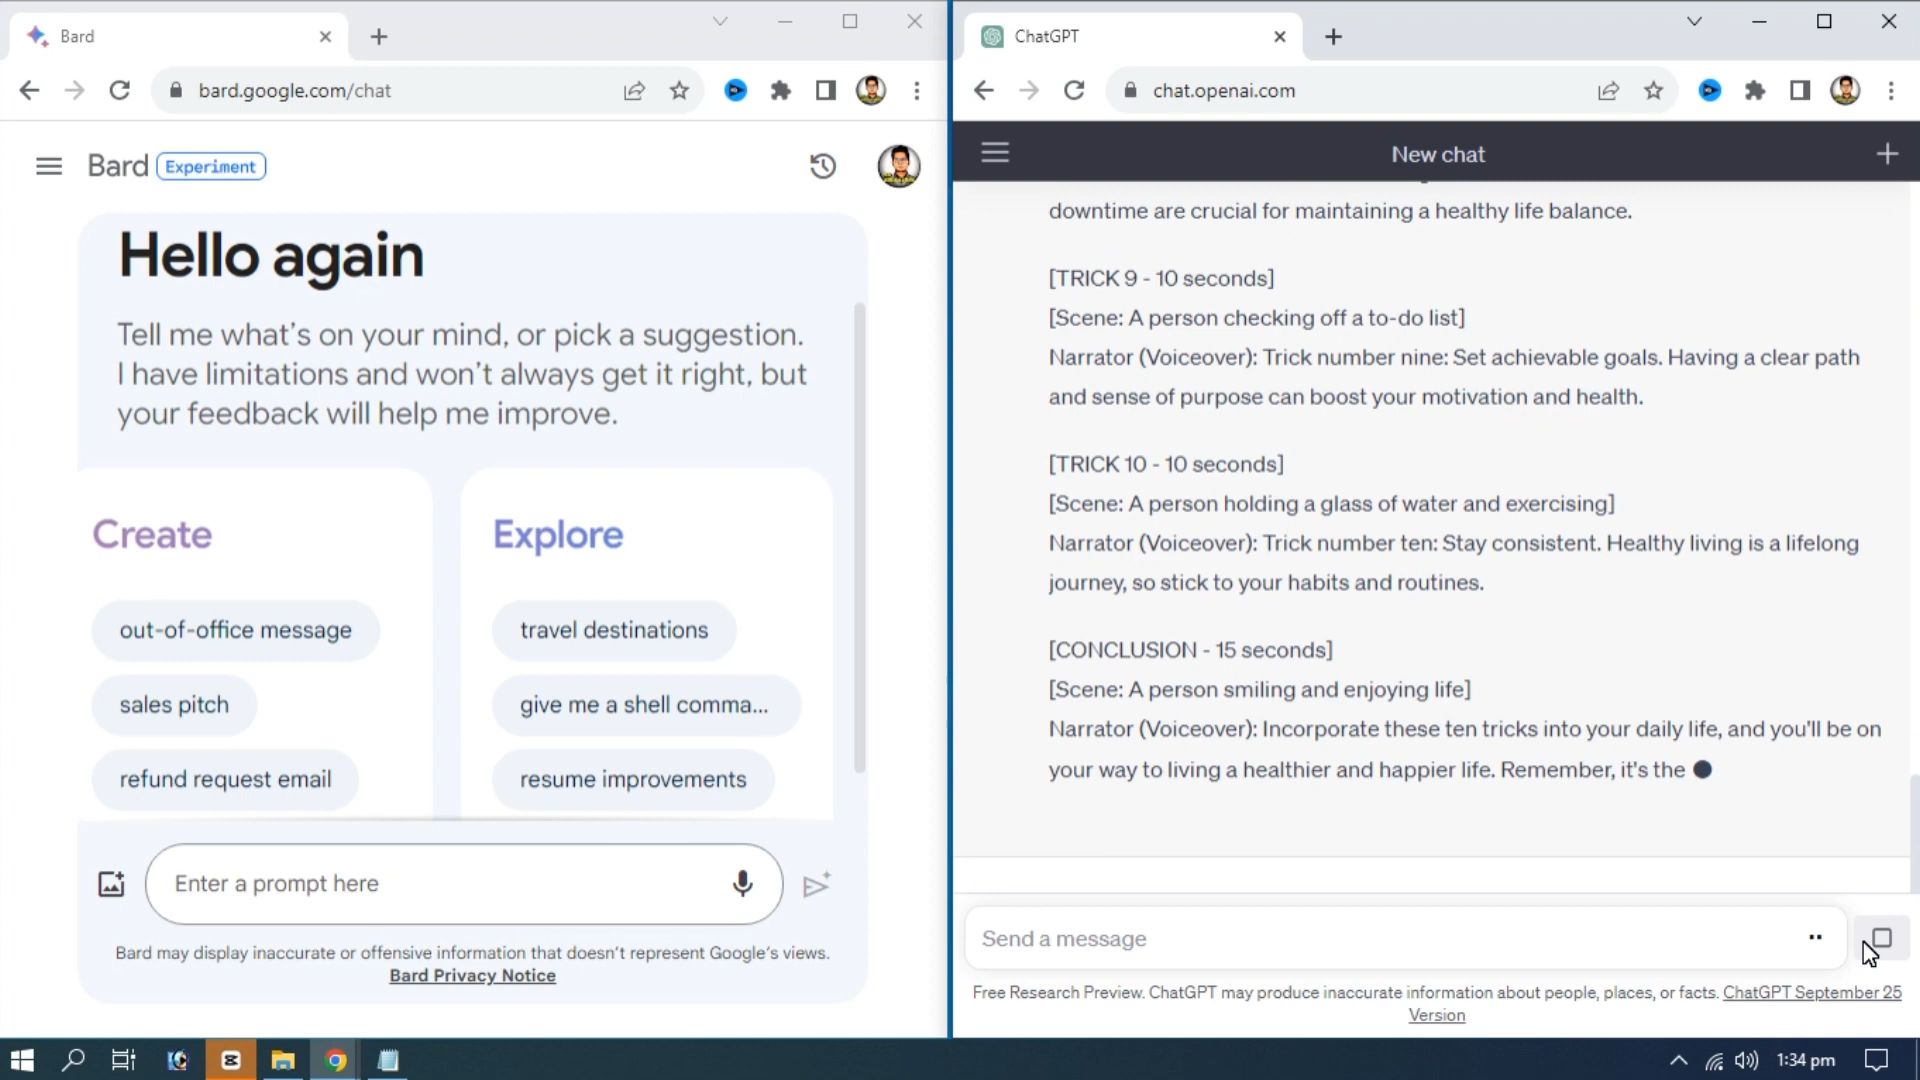 Bard
bard.google.com/chat
Bard Experiment
Hello again
Tell me what's on your mind, or pick a suggestion.
I have limitations and won't always get it right, but
your feedback will help me improve.
Create
Explore
out-of-office message
travel destinations
sales pitch
give me a shell comma...
refund request email
resume improvements
Enter a prompt here
Bard may display inaccurate or offensive information that doesn't represent Google's views.
Bard Privacy Notice
ChatGPT
chat.openai.com
New chat
downtime are crucial for maintaining a healthy life balance.
[TRICK 9 - 10 seconds]
[Scene: A person checking off a to-do list]
Narrator (Voiceover): Trick number nine: Set achievable goals. Having a clear path
and sense of purpose can boost your motivation and health.
[TRICK 10 - 10 seconds]
[Scene: A person holding a glass of water and exercising]
Narrator (Voiceover): Trick number ten: Stay consistent. Healthy living is a lifelong
journey, so stick to your habits and routines.
[CONCLUSION - 15 seconds]
[Scene: A person smiling and enjoying life]
Narrator (Voiceover): Incorporate these ten tricks into your daily life, and you'll be on
your way to living a healthier and happier life. Remember, it's the
Send a message
Free Research Preview. ChatGPT may produce inaccurate information about people, places, or facts. ChatGPT September 25
Version
1:34 pm